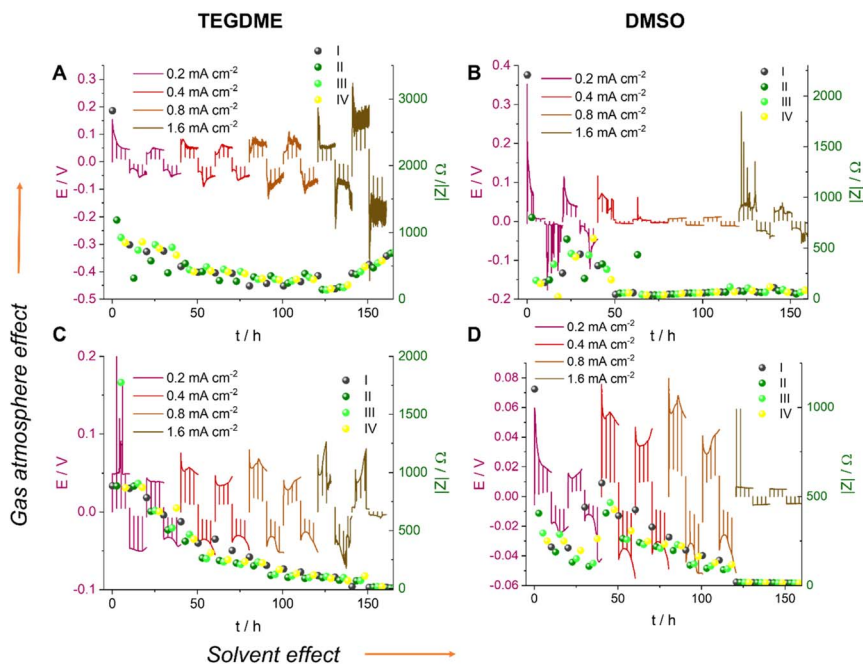 TEGDME
DMSO
A
0.2 mA cm⁻²
0.4 mA cm⁻²
0.8 mA cm⁻²
1.6 mA cm⁻²
I
II
III
IV
E / V
0.3
0.2
0.1
0.0
-0.1
-0.2
-0.3
-0.4
-0.5
3000
2500
2000
1500
1000
500
0
|Z|/ Ω
0 50 100 150
t / h
B
0.2 mA cm⁻²
0.4 mA cm⁻²
0.8 mA cm⁻²
1.6 mA cm⁻²
I
II
III
IV
E / V
0.4
0.3
0.2
0.1
0.0
-0.1
-0.2
2000
1500
1000
500
0
|Z|/ Ω
0 50 100 150
t / h
Gas atmosphere effect
C
0.2 mA cm⁻²
0.4 mA cm⁻²
0.8 mA cm⁻²
1.6 mA cm⁻²
I
II
III
IV
E / V
0.2
0.1
0.0
-0.1
2000
1750
1500
1250
1000
750
500
250
0
|Z|/ Ω
0 50 100 150
t / h
D
0.2 mA cm⁻²
0.4 mA cm⁻²
0.8 mA cm⁻²
1.6 mA cm⁻²
I
II
III
IV
E / V
0.08
0.06
0.04
0.02
0.00
-0.02
-0.04
-0.06
1000
500
0
|Z|/ Ω
0 50 100 150
t / h
Solvent effect